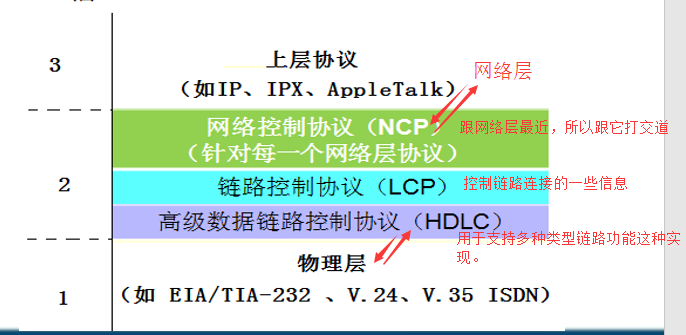 3
上层协议
（如IP、IPX、AppleTalk）
网络层
网络控制协议（NCP）
（针对每一个网络层协议）
跟网络层最近，所以跟它打交道
2
链路控制协议（LCP）
控制链路连接的一些信息
高级数据链路控制协议（HDLC）
用于支持多种类型链路功能这种实
现。
物理层
1
（如 EIA/TIA-232 、V.24、V.35 ISDN）